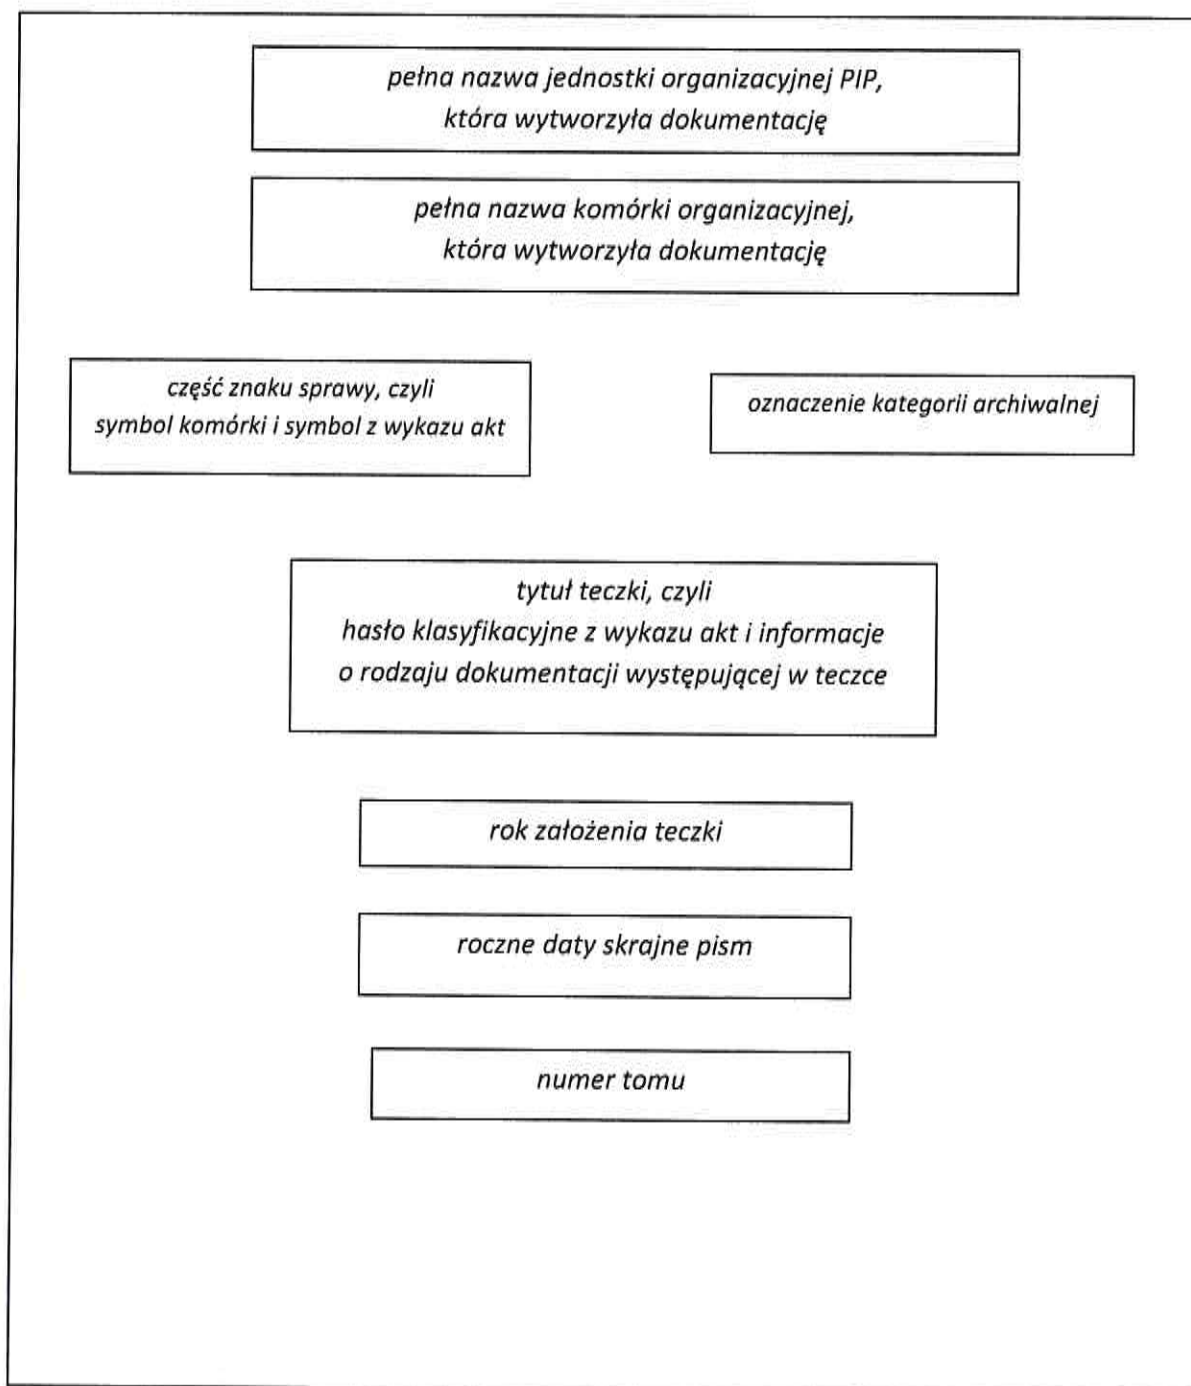 pełna nazwa jednostki organizacyjnej PIP,
która wytworzyła dokumentację
pełna nazwa komórki organizacyjnej,
która wytworzyła dokumentację
część znaku sprawy, czyli
symbol komórki i symbol z wykazu akt
oznaczenie kategorii archiwalnej
tytuł teczki, czyli
hasło klasyfikacyjne z wykazu akt i informacje
o rodzaju dokumentacji występującej w teczce
rok założenia teczki
roczne daty skrajne pism
numer tomu